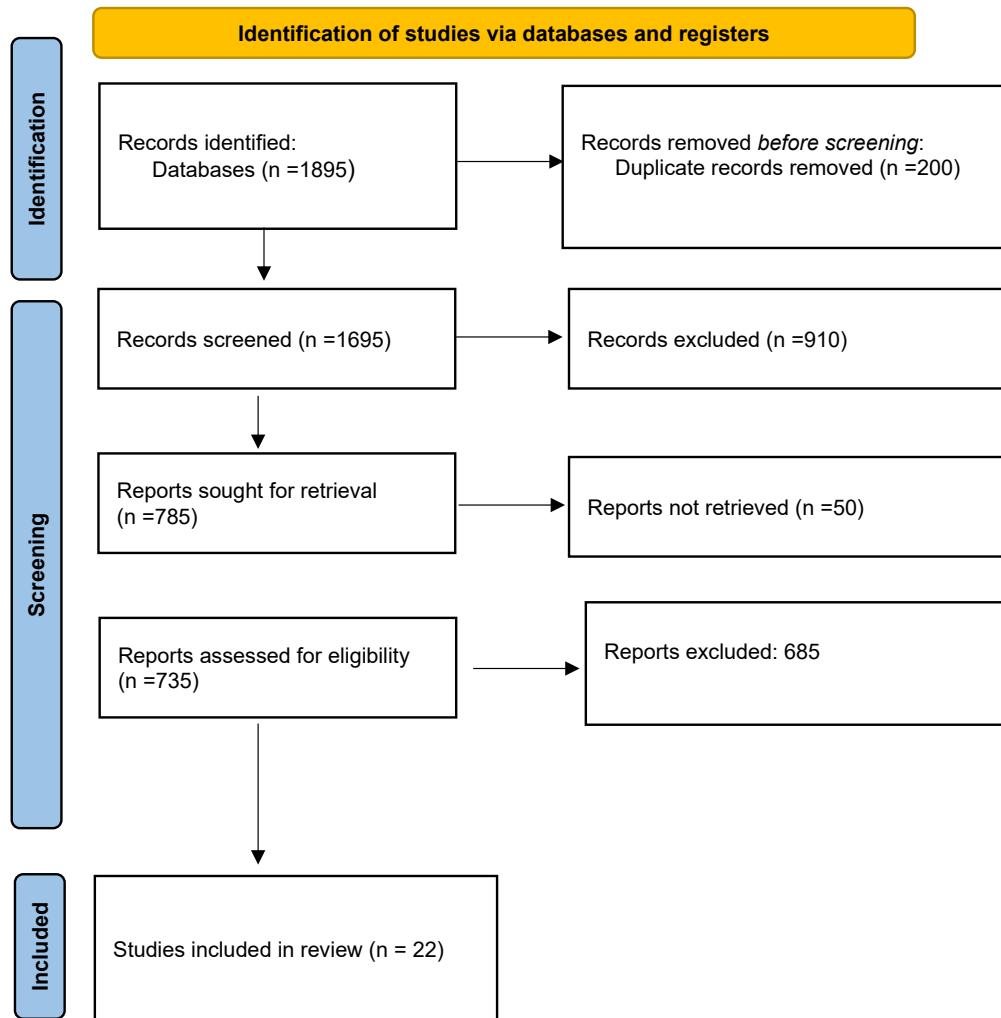 Identification of studies via databases and registers
Identification
Records identified:
Databases (n =1895)
Records removed before screening:
Duplicate records removed (n =200)
Screening
Records screened (n =1695)
Records excluded (n =910)
Reports sought for retrieval
(n =785)
Reports not retrieved (n =50)
Reports assessed for eligibility
(n =735)
Reports excluded: 685
Included
Studies included in review (n = 22)